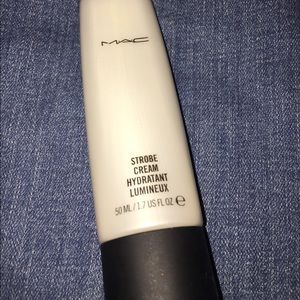 MAC
STROBE
CREAM
HYDRATANT
LUMINEUX
50 ML / 1.7 US FL OZ ℮